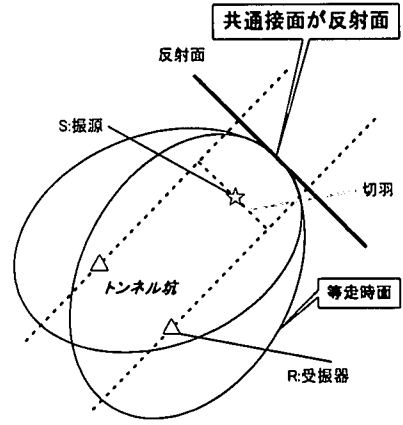 共通接面が反射面
反射面
S:振源
切羽
トンネル坑
等走時面
R:受振器